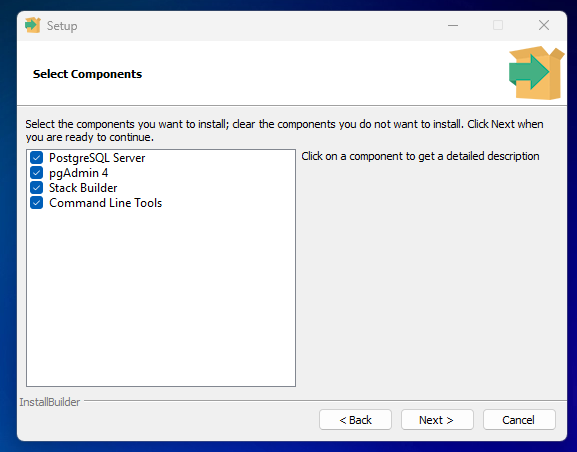 Setup
Select Components
Select the components you want to install; clear the components you do not want to install. Click Next when
you are ready to continue.
PostgreSQL Server
pgAdmin 4
Stack Builder
Command Line Tools
Click on a component to get a detailed description
InstallBuilder
< Back
Next >
Cancel